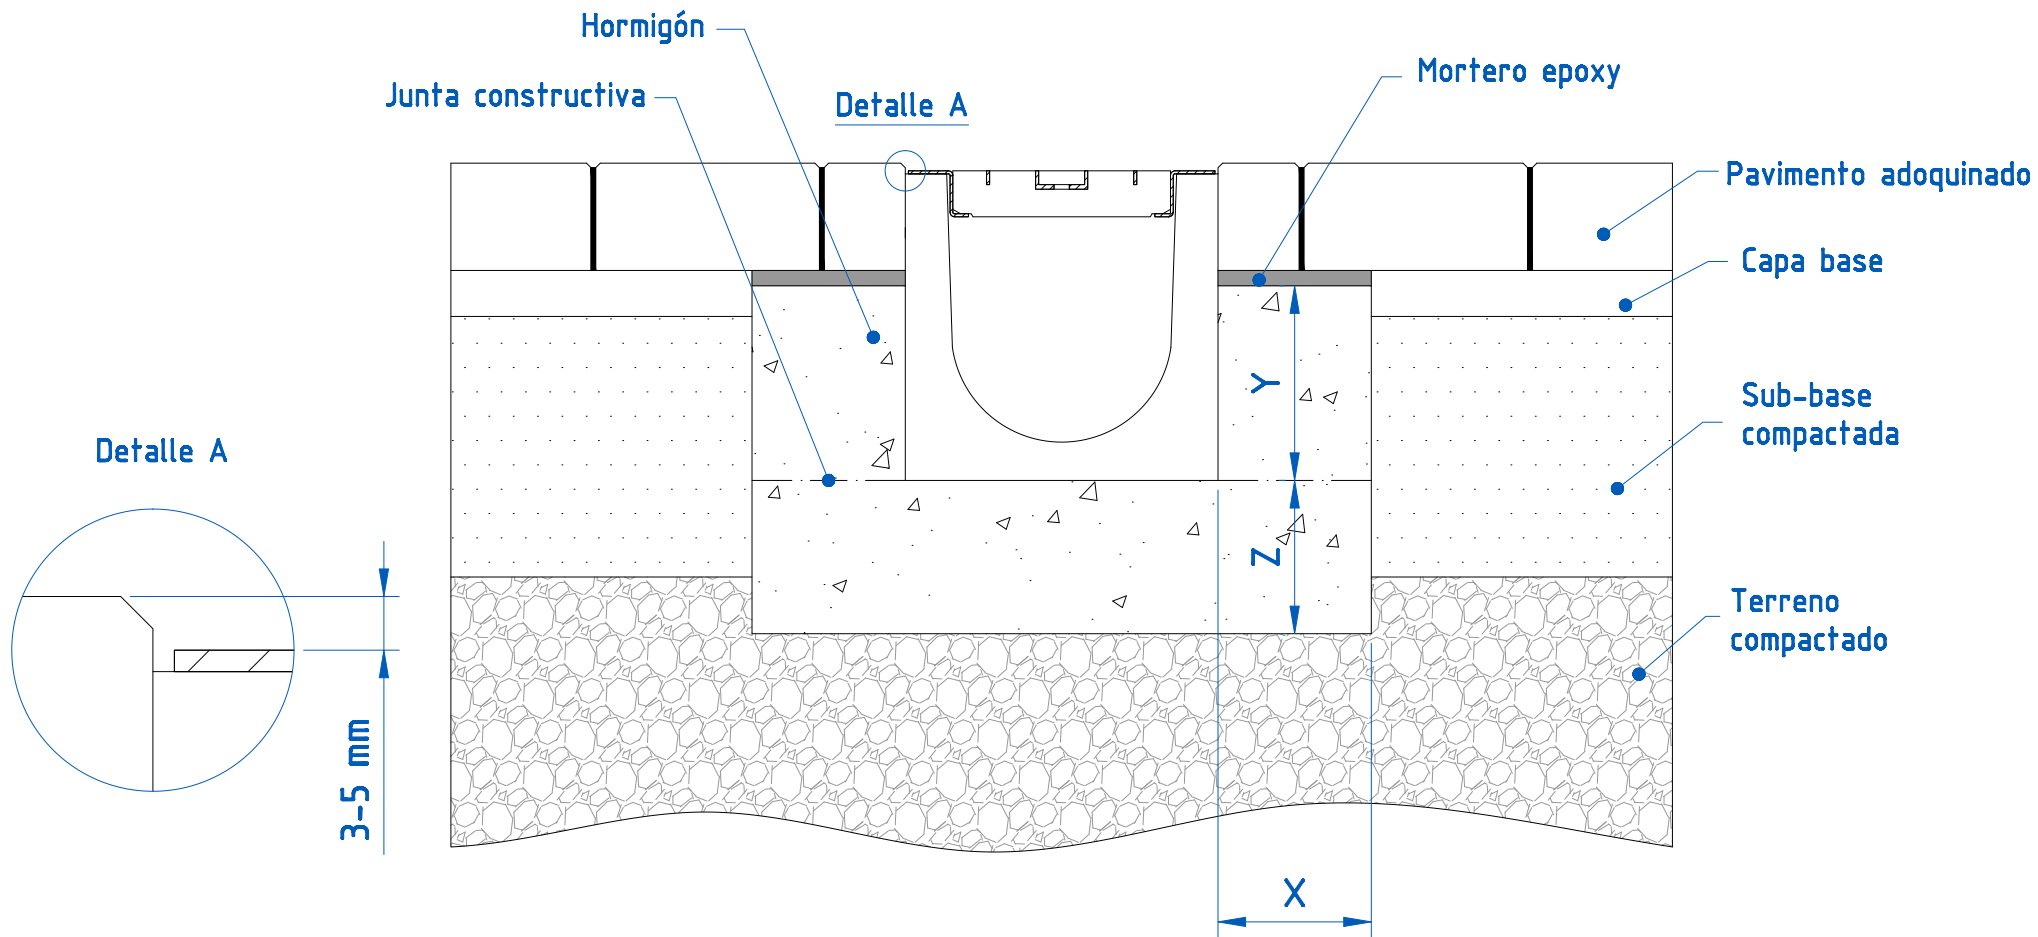 Hormigón
Junta constructiva
Detalle A
Mortero epoxy
Pavimento adoquinado
Capa base
Y
Sub-base
compactada
Detalle A
Z
Terreno
compactado
3-5 mm
X